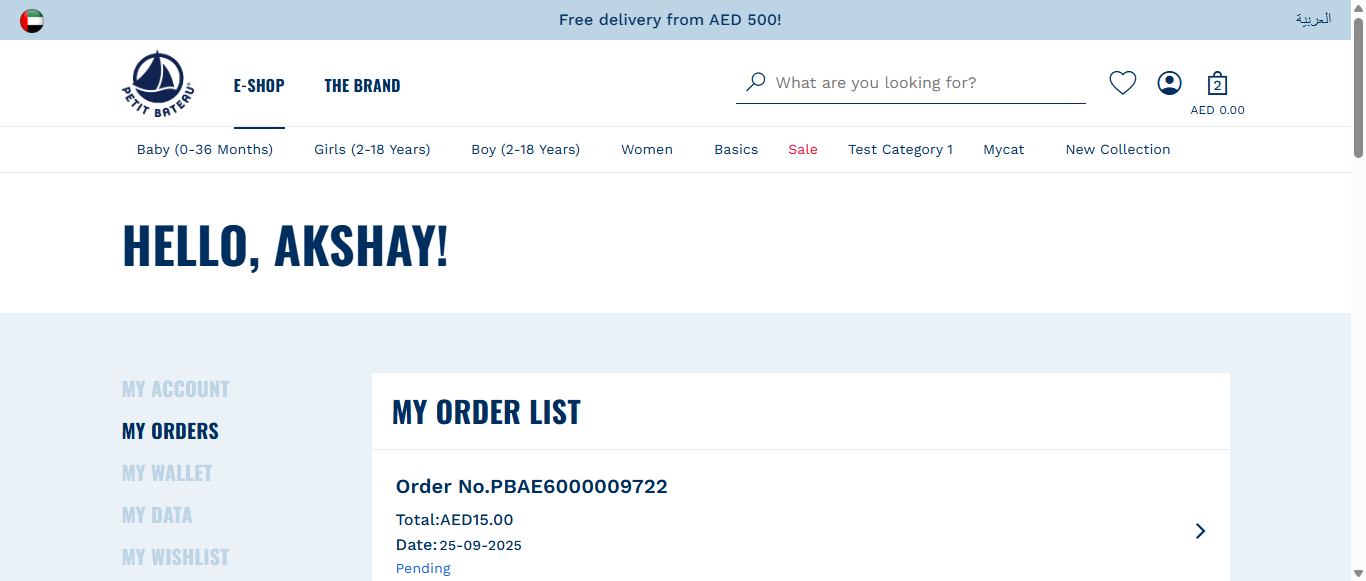 Free delivery from AED 500!
العربية
PETIT BATEAU
E-SHOP
THE BRAND
What are you looking for?
2
AED 0.00
Baby (0-36 Months)
Girls (2-18 Years)
Boy (2-18 Years)
Women
Basics
Sale
Test Category 1
Mycat
New Collection
HELLO, AKSHAY!
MY ACCOUNT
MY ORDERS
MY WALLET
MY DATA
MY WISHLIST
MY ORDER LIST
Order No.PBAE6000009722
Total:AED15.00
Date:25-09-2025
Pending